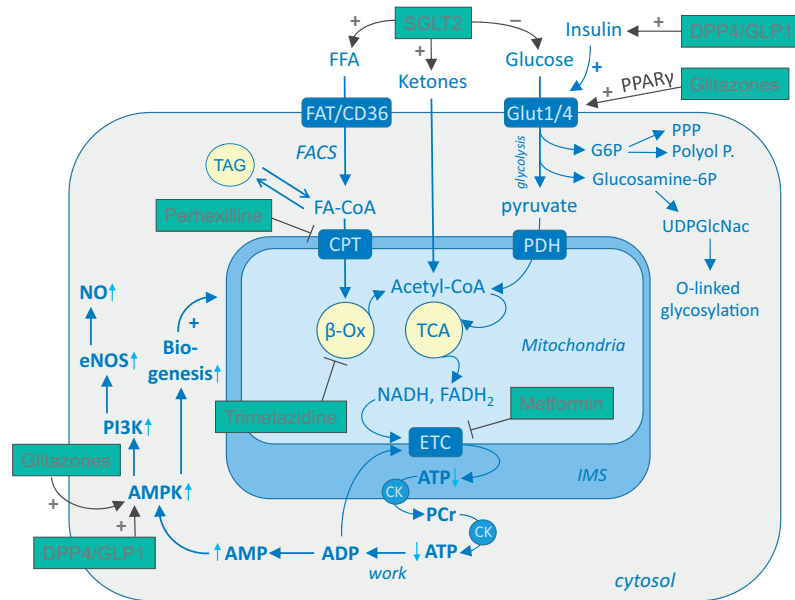 +
SGLT2
−
+
Insulin
+
DPP4/GLP1
FFA
Ketones
Glucose
+
+
PPARγ
Glitazones
FAT/CD36
Glut1/4
FACS
glycolysis
G6P
PPP
Polyol P.
TAG
Glucosamine-6P
FA-CoA
pyruvate
Perhexilline
UDPGlcNac
CPT
PDH
Acetyl-CoA
O-linked
glycosylation
NO↑
+
β-Ox
TCA
eNOS↑
Bio-
genesis↑
Mitochondria
NADH, FADH₂
Metformin
Trimetazidine
PI3K↑
ETC
Glitazones
ATP↓
IMS
AMPK↑
CK
+
PCr
+
CK
DPP4/GLP1
↑AMP
ADP
↓ATP
work
cytosol